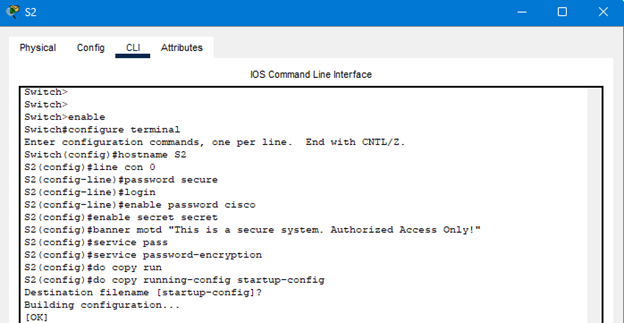 S2
Physical Config CLI Attributes
IOS Command Line Interface
Switch>
Switch>
Switch>enable
Switch#configure terminal
Enter configuration commands, one per line.  End with CNTL/Z.
Switch(config)#hostname S2
S2(config)#line con 0
S2(config-line)#password secure
S2(config-line)#login
S2(config-line)#enable password cisco
S2(config)#enable secret secret
S2(config)#banner motd "This is a secure system. Authorized Access Only!"
S2(config)#service pass
S2(config)#service password-encryption
S2(config)#do copy run
S2(config)#do copy running-config startup-config
Destination filename [startup-config]?
Building configuration...
[OK]